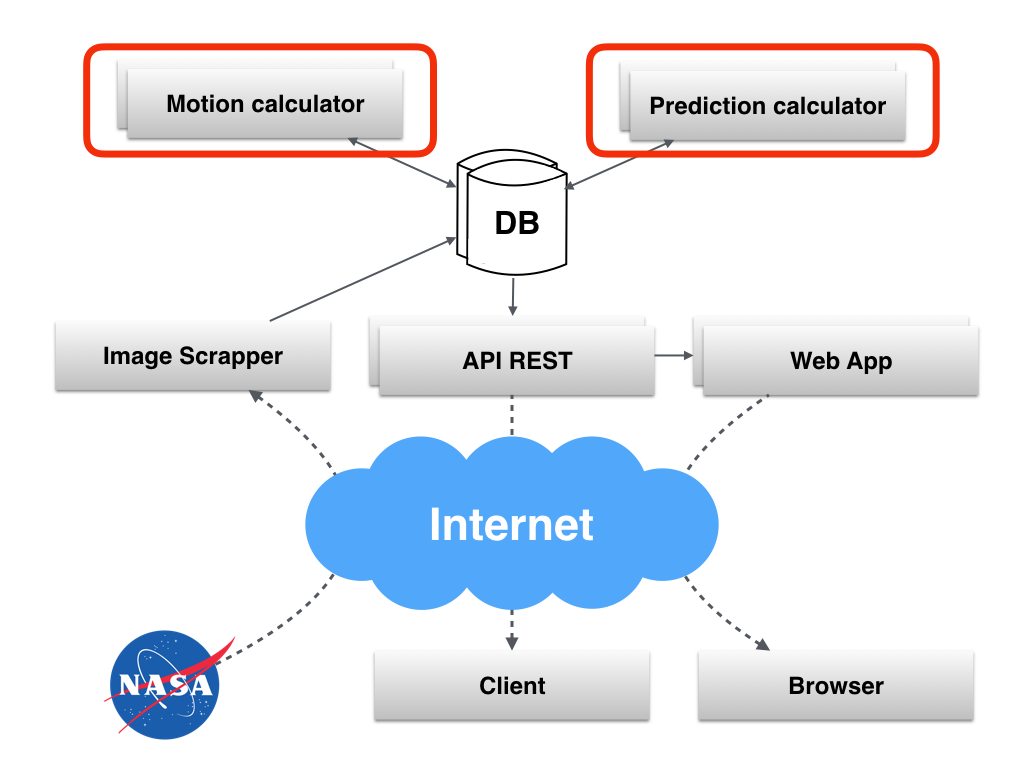 Motion calculator
Prediction calculator
DB
Image Scrapper
API REST
Web App
Internet
NASA
Client
Browser